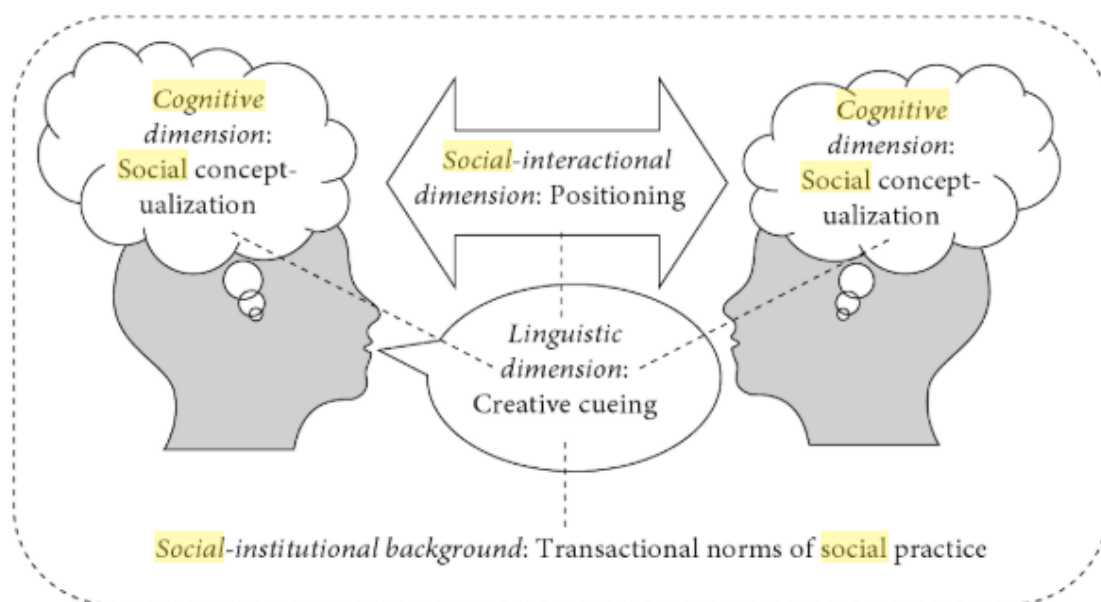 Cognitive
dimension:
Social concept-
ualization
Social-interactional
dimension: Positioning
Cognitive
dimension:
Social concept-
ualization
Linguistic
dimension:
Creative cueing
Social-institutional background: Transactional norms of social practice